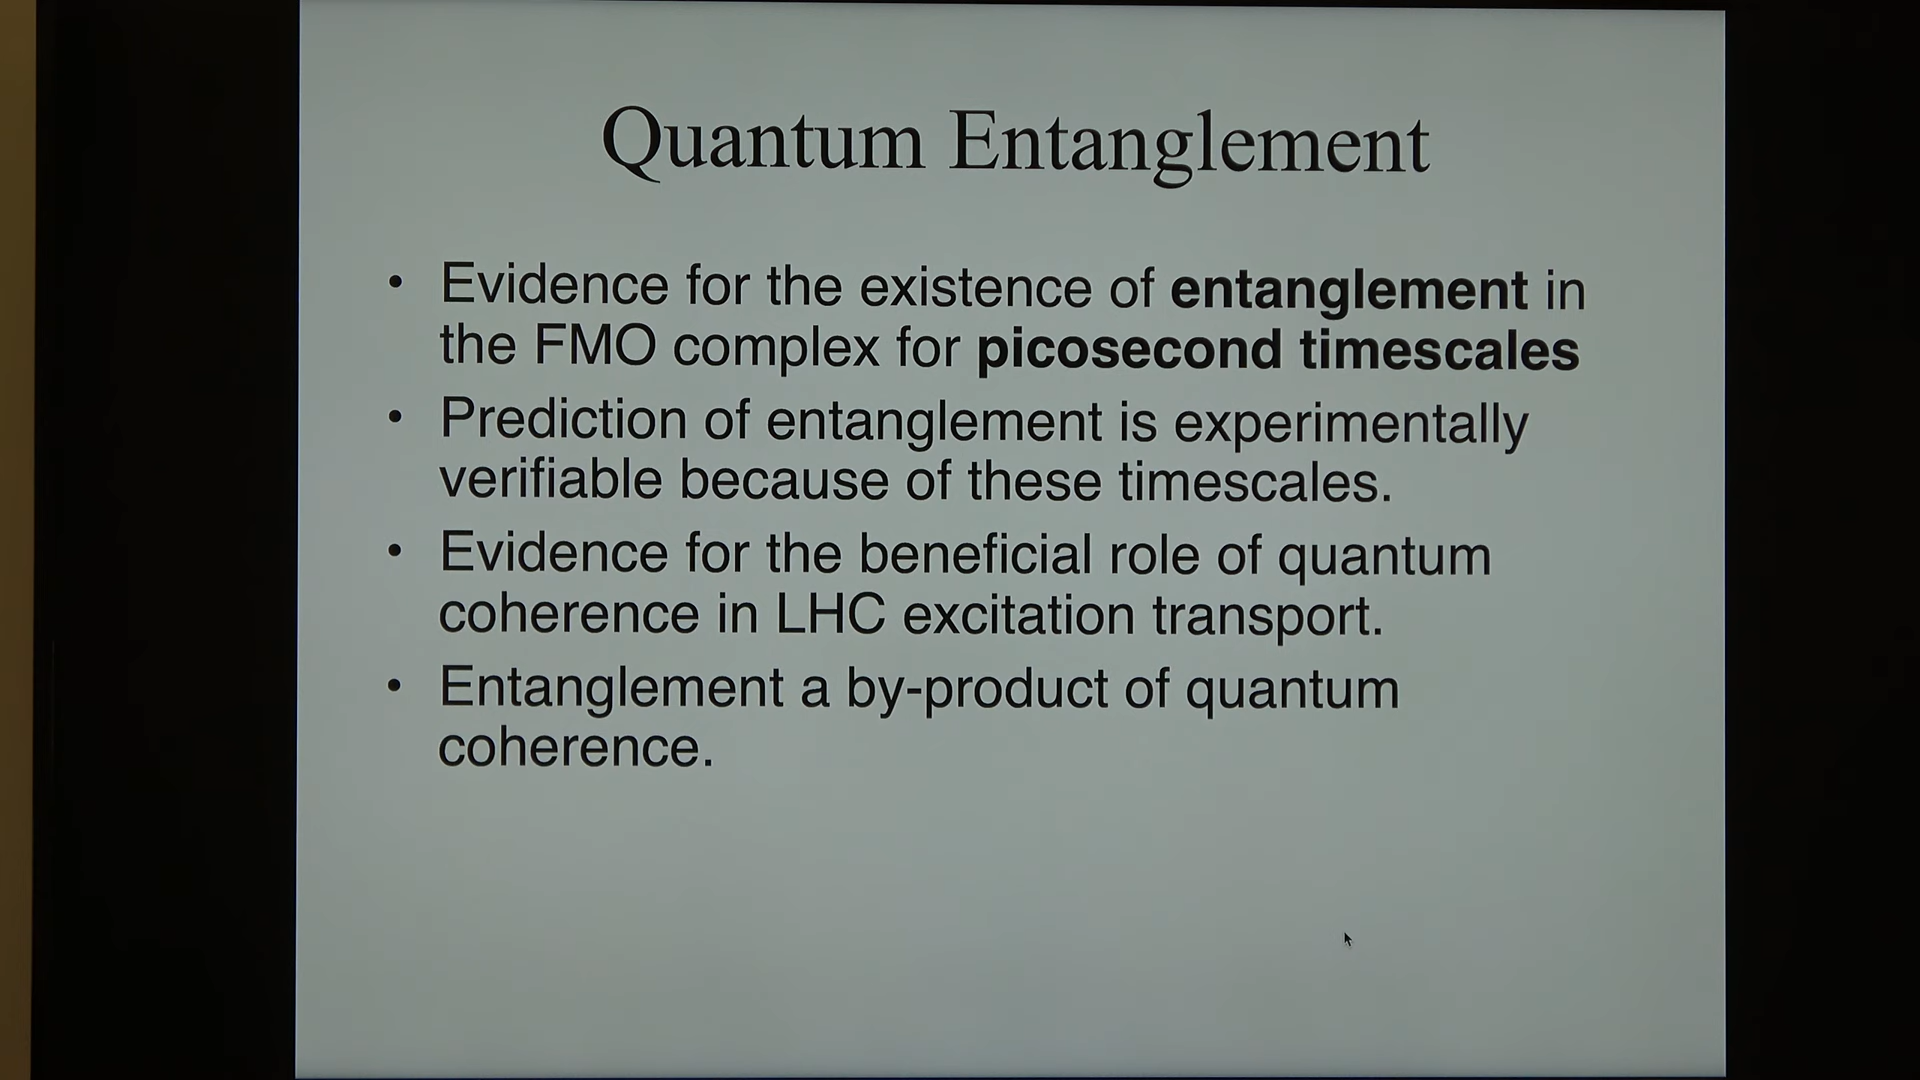 Quantum Entanglement
• Evidence for the existence of entanglement in
the FMO complex for picosecond timescales
• Prediction of entanglement is experimentally
verifiable because of these timescales.
• Evidence for the beneficial role of quantum
coherence in LHC excitation transport.
• Entanglement a by-product of quantum
coherence.